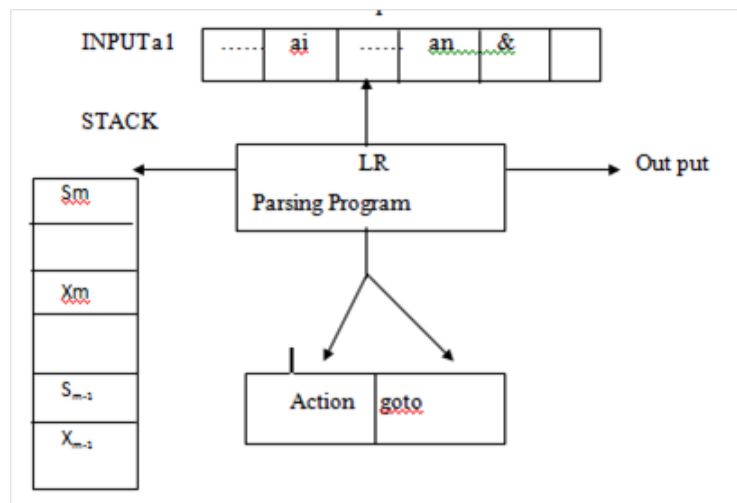 INPUTa1 ...... ai ...... an ...... &
STACK
LR
Parsing Program
Out put
Sm
Xm
Sm-1
Xm-1
Action goto